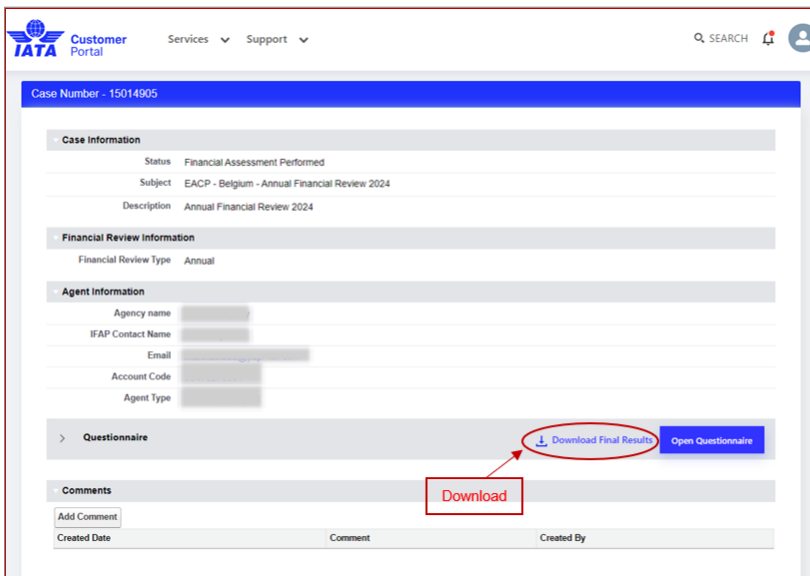 IATA
Customer
Portal
Services
Support
SEARCH
Case Number - 15014905
Case Information
Status Financial Assessment Performed
Subject EACP - Belgium - Annual Financial Review 2024
Description Annual Financial Review 2024
Financial Review Information
Financial Review Type Annual
Agent Information
Agency name
IFAP Contact Name
Email
Account Code
Agent Type
Questionnaire
Download Final Results
Open Questionnaire
Download
Comments
Add Comment
Created Date Comment Created By